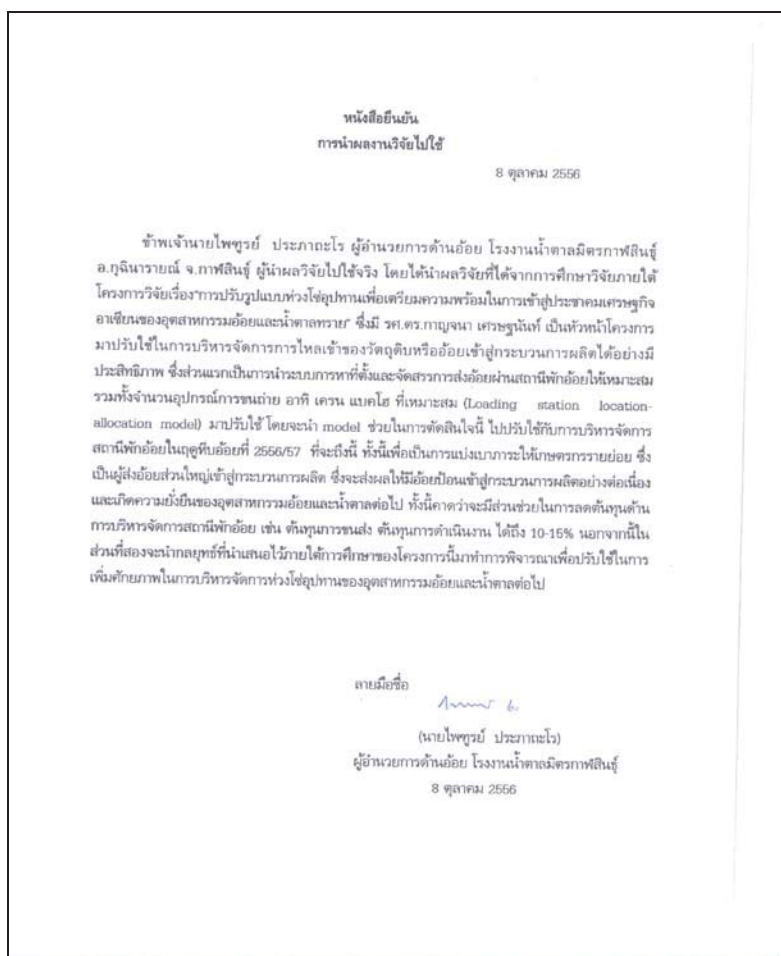 หนังสือยืนยัน
การนำผลงานวิจัยไปใช้
8 ตุลาคม 2556
ข้าพเจ้านายไพฑูรย์ ประภาถะโร ผู้อำนวยการด้านอ้อย โรงงานน้ำตาลมิตรกาฬสินธุ์
อ.กุฉินารายณ์ จ.กาฬสินธุ์ ผู้นำผลวิจัยไปใช้จริง โดยได้นำผลวิจัยที่ได้จากการศึกษาวิจัยภายใต้
โครงการวิจัยเรื่อง"การปรับรูปแบบห่วงโซ่อุปทานเพื่อเตรียมความพร้อมในการเข้าสู่ประชาคมเศรษฐกิจ
อาเซียนของอุตสาหกรรมอ้อยและน้ำตาลทราย" ซึ่งมี รศ.ดร.กาญจนา เศรษฐนันท์ เป็นหัวหน้าโครงการ
มาปรับใช้ในการบริหารจัดการการไหลเข้าของวัตถุดิบหรืออ้อยเข้าสู่กระบวนการผลิตได้อย่างมี
ประสิทธิภาพ ซึ่งส่วนแรกเป็นการนำระบบการหาที่ตั้งและจัดสรรการส่งอ้อยผ่านสถานีพักอ้อยให้เหมาะสม
รวมทั้งจำนวนอุปกรณ์การขนถ่าย อาทิ เครน แบคโฮ ที่เหมาะสม (Loading station location-
allocation model) มาปรับใช้ โดยจะนำ model ช่วยในการตัดสินใจนี้ ไปปรับใช้กับการบริหารจัดการ
สถานีพักอ้อยในฤดูหีบอ้อยที่ 2556/57 ที่จะถึงนี้ ทั้งนี้เพื่อเป็นการแบ่งเบาภาระให้เกษตรกรรายย่อย ซึ่ง
เป็นผู้ส่งอ้อยส่วนใหญ่เข้าสู่กระบวนการผลิต ซึ่งจะส่งผลให้มีอ้อยป้อนเข้าสู่กระบวนการผลิตอย่างต่อเนื่อง
และเกิดความยั่งยืนของอุตสาหกรรมอ้อยและน้ำตาลต่อไป ทั้งนี้คาดว่าจะมีส่วนช่วยในการลดต้นทุนด้าน
การบริหารจัดการสถานีพักอ้อย เช่น ต้นทุนการขนส่ง ต้นทุนการดำเนินงาน ได้ถึง 10-15% นอกจากนี้ใน
ส่วนที่สองจะนำกลยุทธ์ที่นำเสนอไว้ภายใต้การศึกษาของโครงการนี้มาทำการพิจารณาเพื่อปรับใช้ในการ
เพิ่มศักยภาพในการบริหารจัดการห่วงโซ่อุปทานของอุตสาหกรรมอ้อยและน้ำตาลต่อไป
ลายมือชื่อ
(นายไพฑูรย์ ประภาถะโร)
ผู้อำนวยการด้านอ้อย โรงงานน้ำตาลมิตรกาฬสินธุ์
8 ตุลาคม 2556